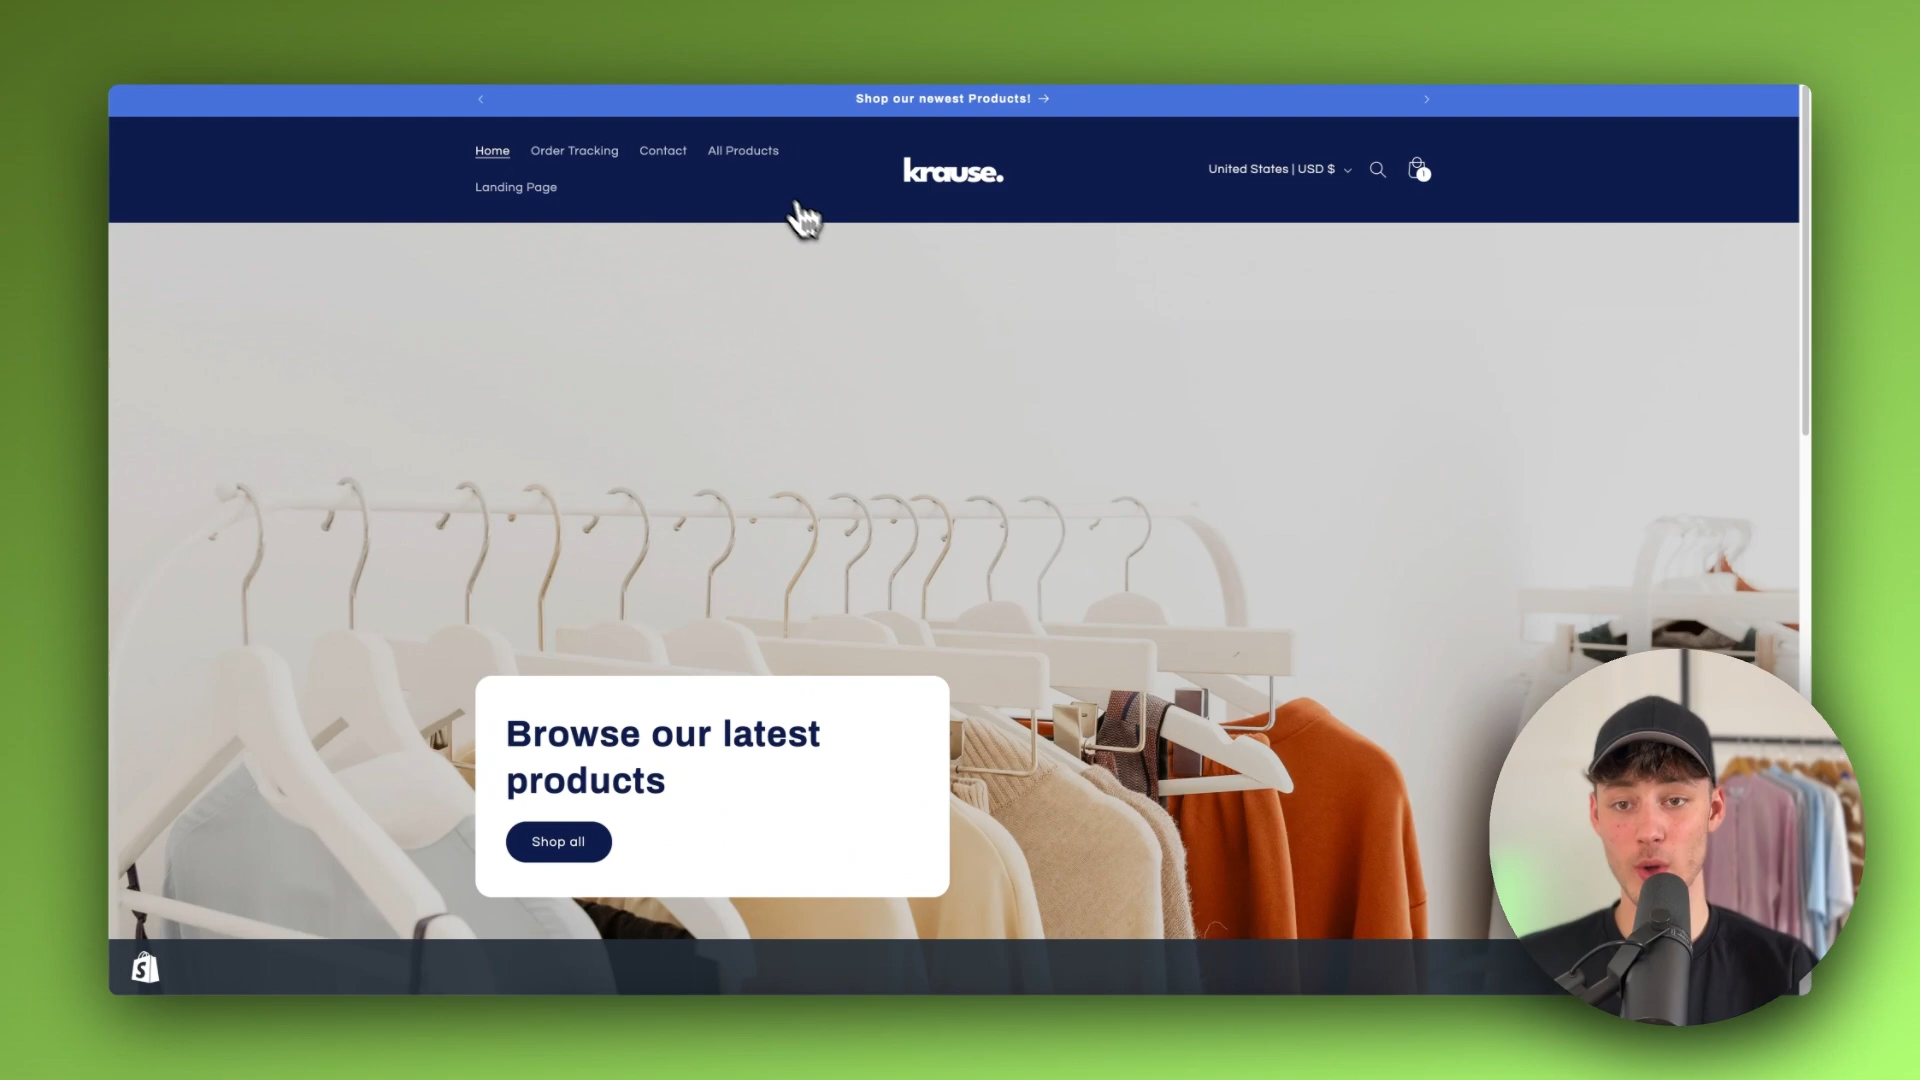 Shop our newest Products! →
Home Order Tracking Contact All Products
Landing Page
krause.
United States | USD $
1
Browse our latest
products
Shop all